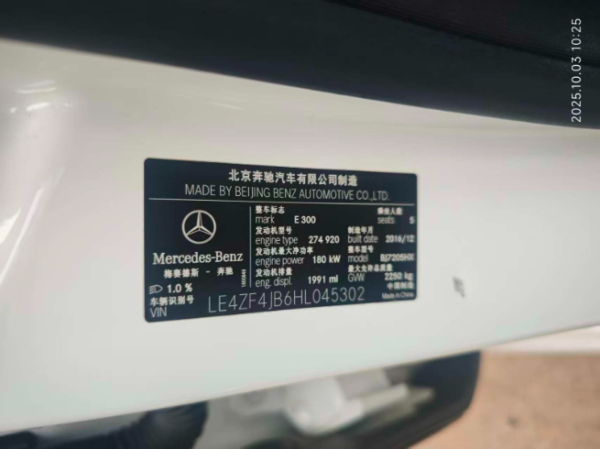 2025.10.03 10:25
北京奔驰汽车有限公司制造
MADE BY BEIJING BENZ AUTOMOTIVE CO.,LTD.
Mercedes-Benz
梅赛德斯 - 奔驰
1.0 %
车辆识别号
VIN
整车标志
mark E 300
乘坐人数
seats: 5
发动机型号
engine type 274 920
制造年月
built date 2016/12
发动机最大净功率
engine power 180 kW
整车型号
model
发动机排量
engine. displ. 1991 ml
最大允许总质量
GVW 2250 kg
中国制造
Made in China
LE4ZF4JB6HL045302